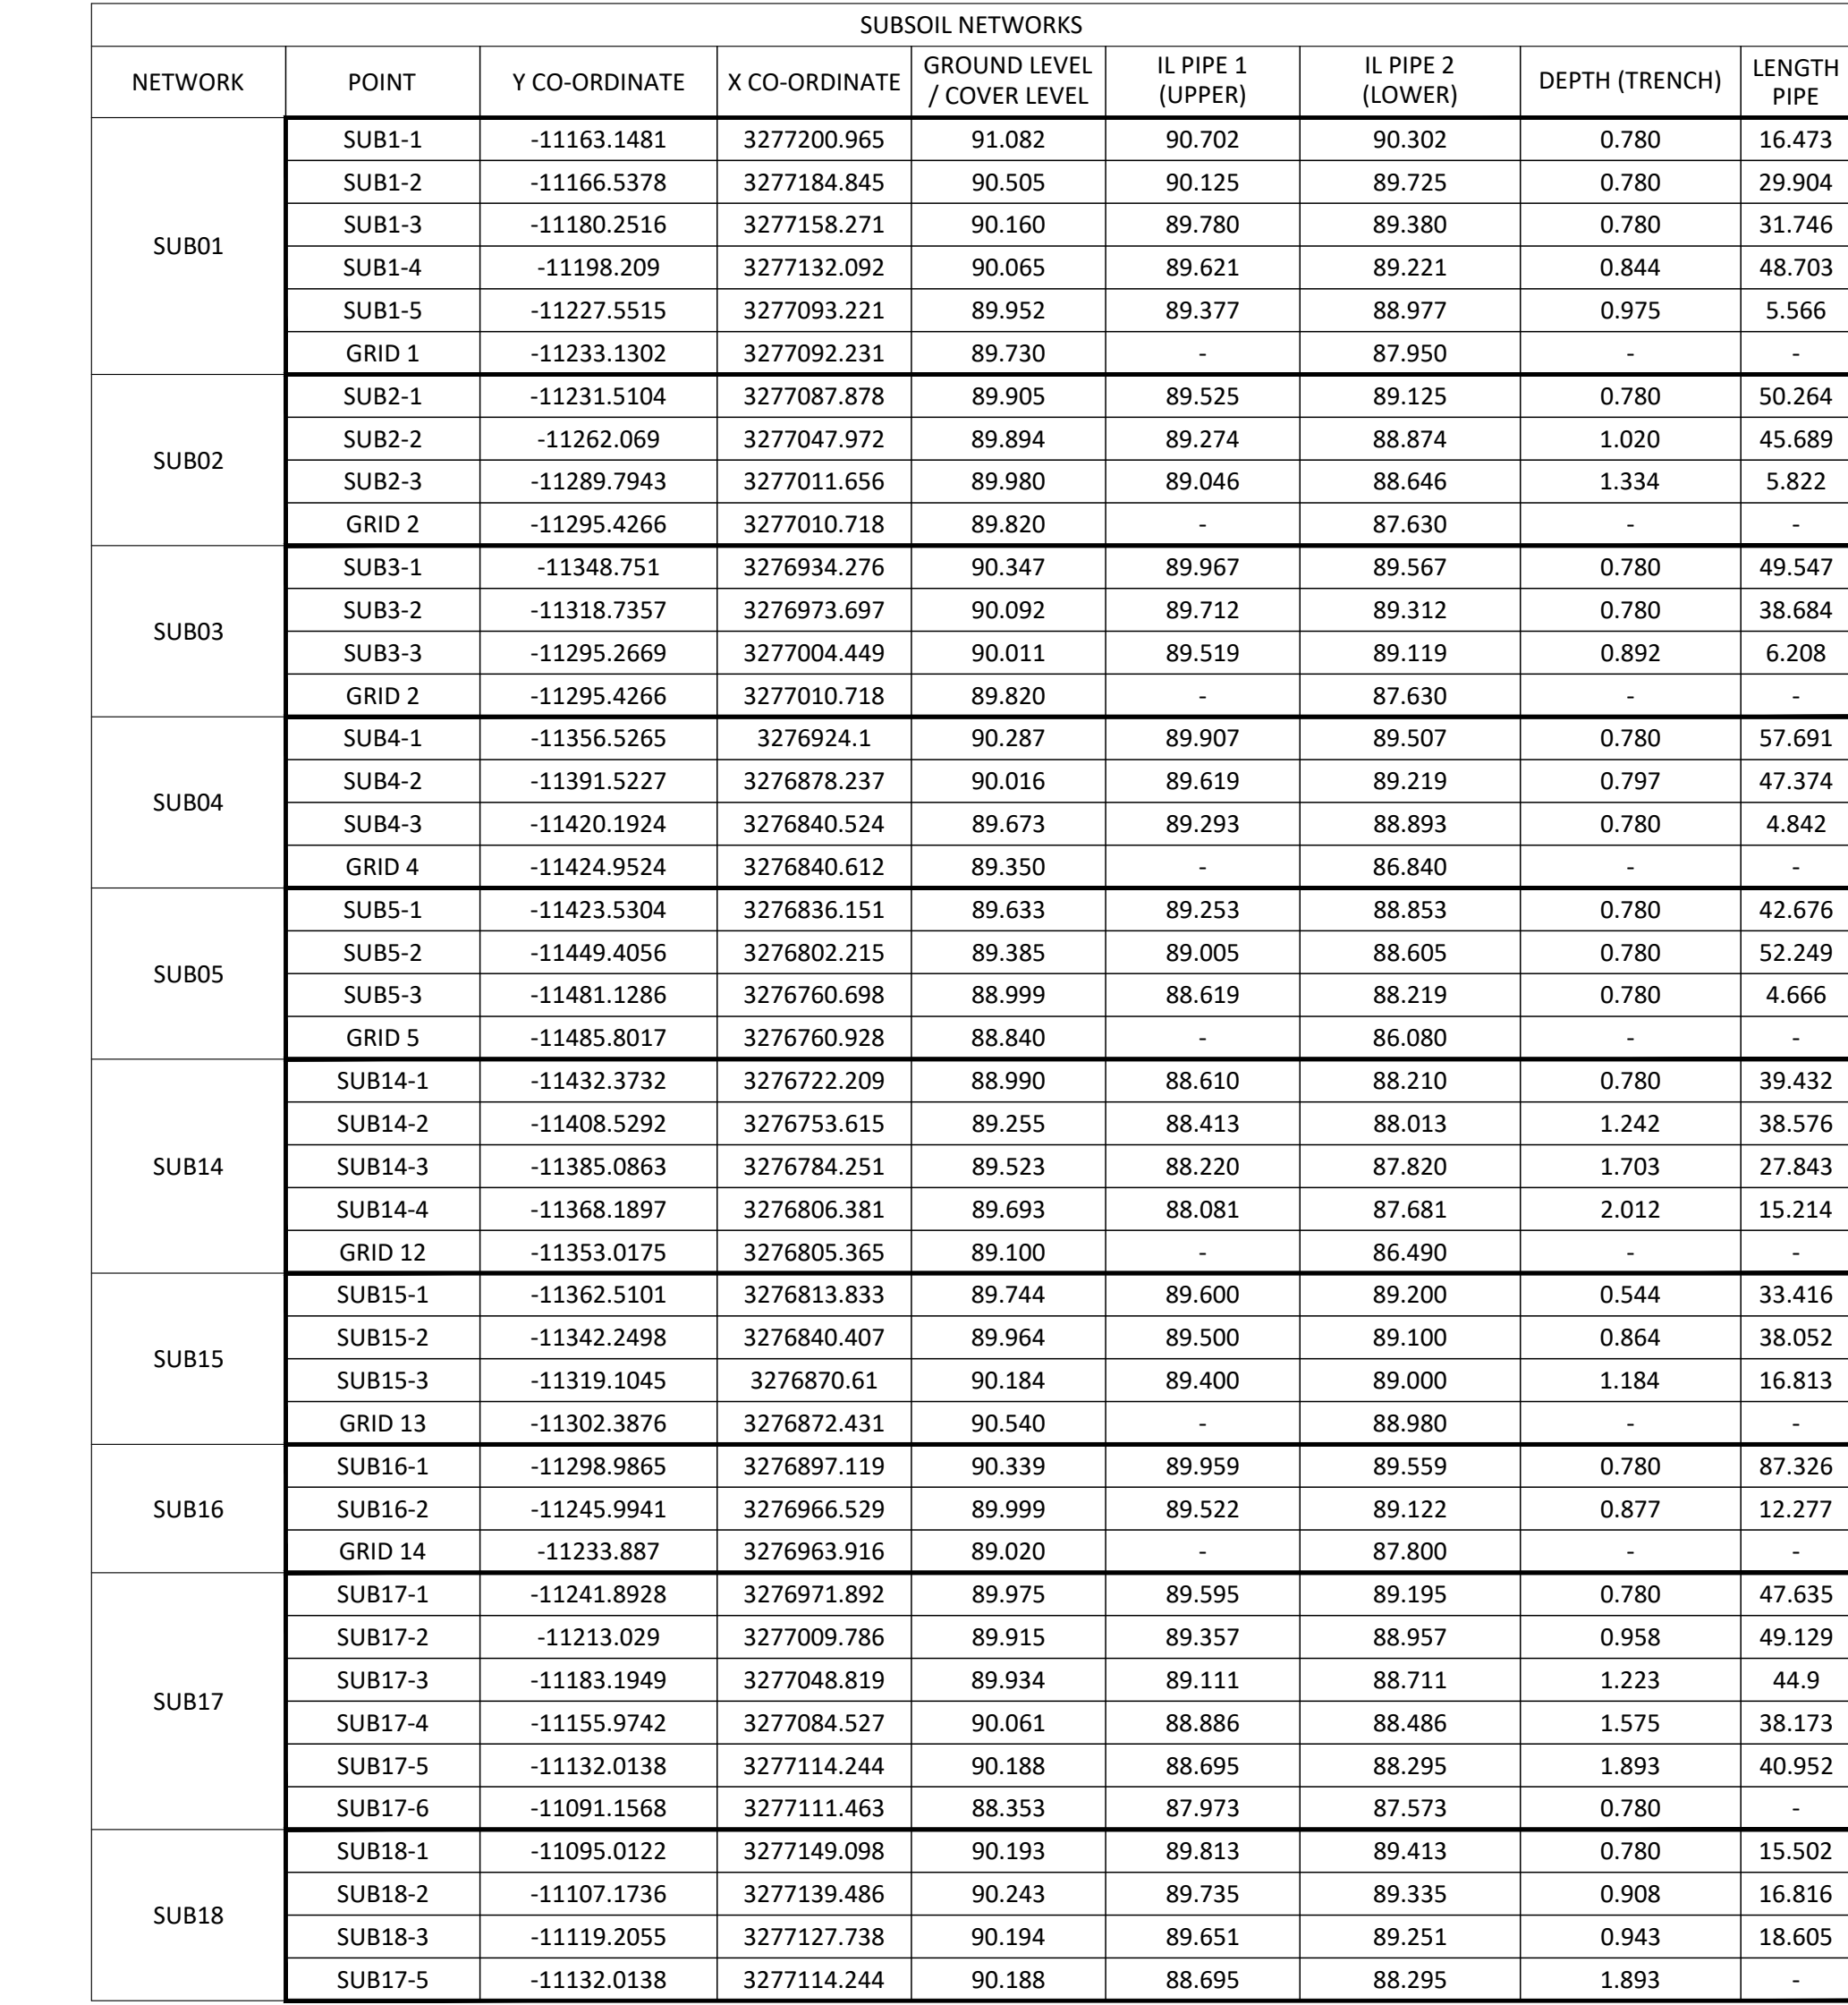 SUBSOIL NETWORKS
NETWORK POINT Y CO-ORDINATE X CO-ORDINATE GROUND LEVEL / COVER LEVEL IL PIPE 1 (UPPER) IL PIPE 2 (LOWER) DEPTH (TRENCH) LENGTH PIPE
SUB01
SUB1-1 -11163.1481 3277200.965 91.082 90.702 90.302 0.780 16.473
SUB1-2 -11166.5378 3277184.845 90.505 90.125 89.725 0.780 29.904
SUB1-3 -11180.2516 3277158.271 90.160 89.780 89.380 0.780 31.746
SUB1-4 -11198.209 3277132.092 90.065 89.621 89.221 0.844 48.703
SUB1-5 -11227.5515 3277093.221 89.952 89.377 88.977 0.975 5.566
GRID 1 -11233.1302 3277092.231 89.730 - 87.950 - -
SUB02
SUB2-1 -11231.5104 3277087.878 89.905 89.525 89.125 0.780 50.264
SUB2-2 -11262.069 3277047.972 89.894 89.274 88.874 1.020 45.689
SUB2-3 -11289.7943 3277011.656 89.980 89.046 88.646 1.334 5.822
GRID 2 -11295.4266 3277010.718 89.820 - 87.630 - -
SUB03
SUB3-1 -11348.751 3276934.276 90.347 89.967 89.567 0.780 49.547
SUB3-2 -11318.7357 3276973.697 90.092 89.712 89.312 0.780 38.684
SUB3-3 -11295.2669 3277004.449 90.011 89.519 89.119 0.892 6.208
GRID 2 -11295.4266 3277010.718 89.820 - 87.630 - -
SUB04
SUB4-1 -11356.5265 3276924.1 90.287 89.907 89.507 0.780 57.691
SUB4-2 -11391.5227 3276878.237 90.016 89.619 89.219 0.797 47.374
SUB4-3 -11420.1924 3276840.524 89.673 89.293 88.893 0.780 4.842
GRID 4 -11424.9524 3276840.612 89.350 - 86.840 - -
SUB05
SUB5-1 -11423.5304 3276836.151 89.633 89.253 88.853 0.780 42.676
SUB5-2 -11449.4056 3276802.215 89.385 89.005 88.605 0.780 52.249
SUB5-3 -11481.1286 3276760.698 88.999 88.619 88.219 0.780 4.666
GRID 5 -11485.8017 3276760.928 88.840 - 86.080 - -
SUB14
SUB14-1 -11432.3732 3276722.209 88.990 88.610 88.210 0.780 39.432
SUB14-2 -11408.5292 3276753.615 89.255 88.413 88.013 1.242 38.576
SUB14-3 -11385.0863 3276784.251 89.523 88.220 87.820 1.703 27.843
SUB14-4 -11368.1897 3276806.381 89.693 88.081 87.681 2.012 15.214
GRID 12 -11353.0175 3276805.365 89.100 - 86.490 - -
SUB15
SUB15-1 -11362.5101 3276813.833 89.744 89.600 89.200 0.544 33.416
SUB15-2 -11342.2498 3276840.407 89.964 89.500 89.100 0.864 38.052
SUB15-3 -11319.1045 3276870.61 90.184 89.400 89.000 1.184 16.813
GRID 13 -11302.3876 3276872.431 90.540 - 88.980 - -
SUB16
SUB16-1 -11298.9865 3276897.119 90.339 89.959 89.559 0.780 87.326
SUB16-2 -11245.9941 3276966.529 89.999 89.522 89.122 0.877 12.277
GRID 14 -11233.887 3276963.916 89.020 - 87.800 - -
SUB17
SUB17-1 -11241.8928 3276971.892 89.975 89.595 89.195 0.780 47.635
SUB17-2 -11213.029 3277009.786 89.915 89.357 88.957 0.958 49.129
SUB17-3 -11183.1949 3277048.819 89.934 89.111 88.711 1.223 44.9
SUB17-4 -11155.9742 3277084.527 90.061 88.886 88.486 1.575 38.173
SUB17-5 -11132.0138 3277114.244 90.188 88.695 88.295 1.893 40.952
SUB17-6 -11091.1568 3277111.463 88.353 87.973 87.573 0.780 -
SUB18
SUB18-1 -11095.0122 3277149.098 90.193 89.813 89.413 0.780 15.502
SUB18-2 -11107.1736 3277139.486 90.243 89.735 89.335 0.908 16.816
SUB18-3 -11119.2055 3277127.738 90.194 89.651 89.251 0.943 18.605
SUB17-5 -11132.0138 3277114.244 90.188 88.695 88.295 1.893 -